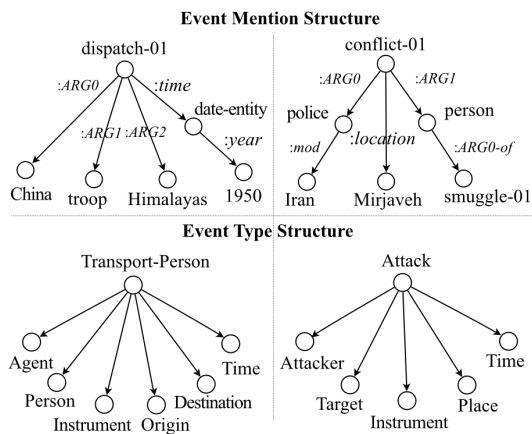 Event Mention Structure
dispatch-01
:ARG0
:time
:ARG1
:ARG2
date-entity
:year
China
troop
Himalayas
1950
conflict-01
:ARG0
:ARG1
police
:location
person
:mod
:ARG0-of
Iran
Mirjaveh
smuggle-01
Event Type Structure
Transport-Person
Agent
Person
Instrument
Origin
Destination
Time
Attack
Attacker
Target
Instrument
Place
Time